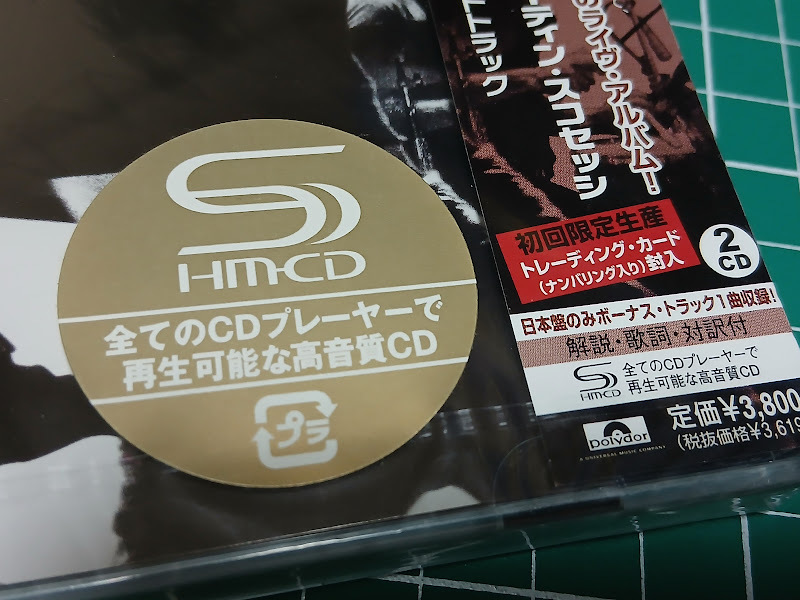 SHM-CD
全てのCDプレーヤーで
再生可能な高音質CD
プラ
ライヴ・アルバム!
ティン・スコセッシ
トラック
初回限定生産
トレーディング・カード
(ナンバリング入り)封入
2
CD
日本盤のみボーナス・トラック1曲収録!
解説・歌詞・対訳付
SHM-CD
全てのCDプレーヤーで
再生可能な高音質CD
定価¥3,800
(税抜価格¥3,619
polydor
A UNIVERSAL MUSIC COMPANY